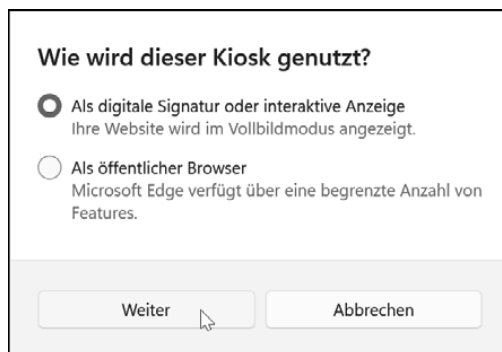 Wie wird dieser Kiosk genutzt?
Als digitale Signatur oder interaktive Anzeige
Ihre Website wird im Vollbildmodus angezeigt.
Als öffentlicher Browser
Microsoft Edge verfügt über eine begrenzte Anzahl von
Features.
Weiter
Abbrechen